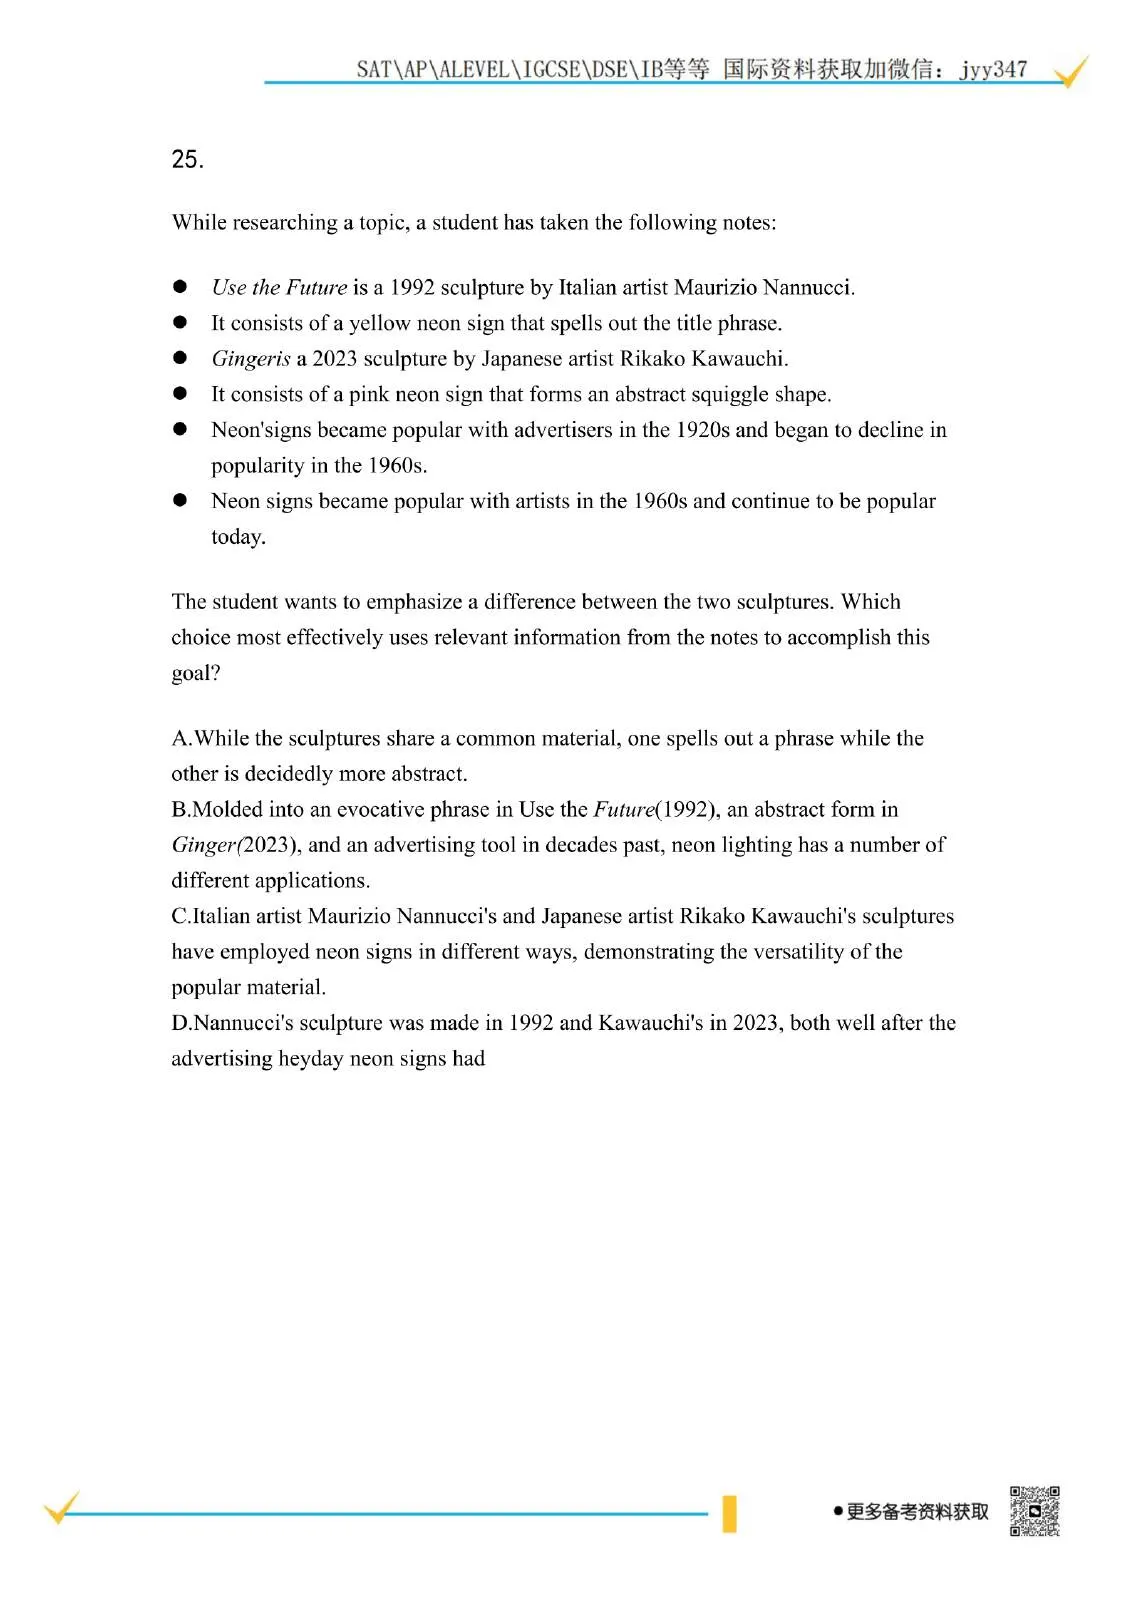 SAT\AP\ALEVEL\IGCSE\DSE\IB等等 国际资料获取加微信：jyy347
25.
While researching a topic, a student has taken the following notes:
● Use the Future is a 1992 sculpture by Italian artist Maurizio Nannucci.
● It consists of a yellow neon sign that spells out the title phrase.
● Gingeris a 2023 sculpture by Japanese artist Rikako Kawauchi.
● It consists of a pink neon sign that forms an abstract squiggle shape.
● Neon'signs became popular with advertisers in the 1920s and began to decline in
popularity in the 1960s.
● Neon signs became popular with artists in the 1960s and continue to be popular
today.
The student wants to emphasize a difference between the two sculptures. Which
choice most effectively uses relevant information from the notes to accomplish this
goal?
A.While the sculptures share a common material, one spells out a phrase while the
other is decidedly more abstract.
B.Molded into an evocative phrase in Use the Future(1992), an abstract form in
Ginger(2023), and an advertising tool in decades past, neon lighting has a number of
different applications.
C.Italian artist Maurizio Nannucci's and Japanese artist Rikako Kawauchi's sculptures
have employed neon signs in different ways, demonstrating the versatility of the
popular material.
D.Nannucci's sculpture was made in 1992 and Kawauchi's in 2023, both well after the
advertising heyday neon signs had
●更多备考资料获取